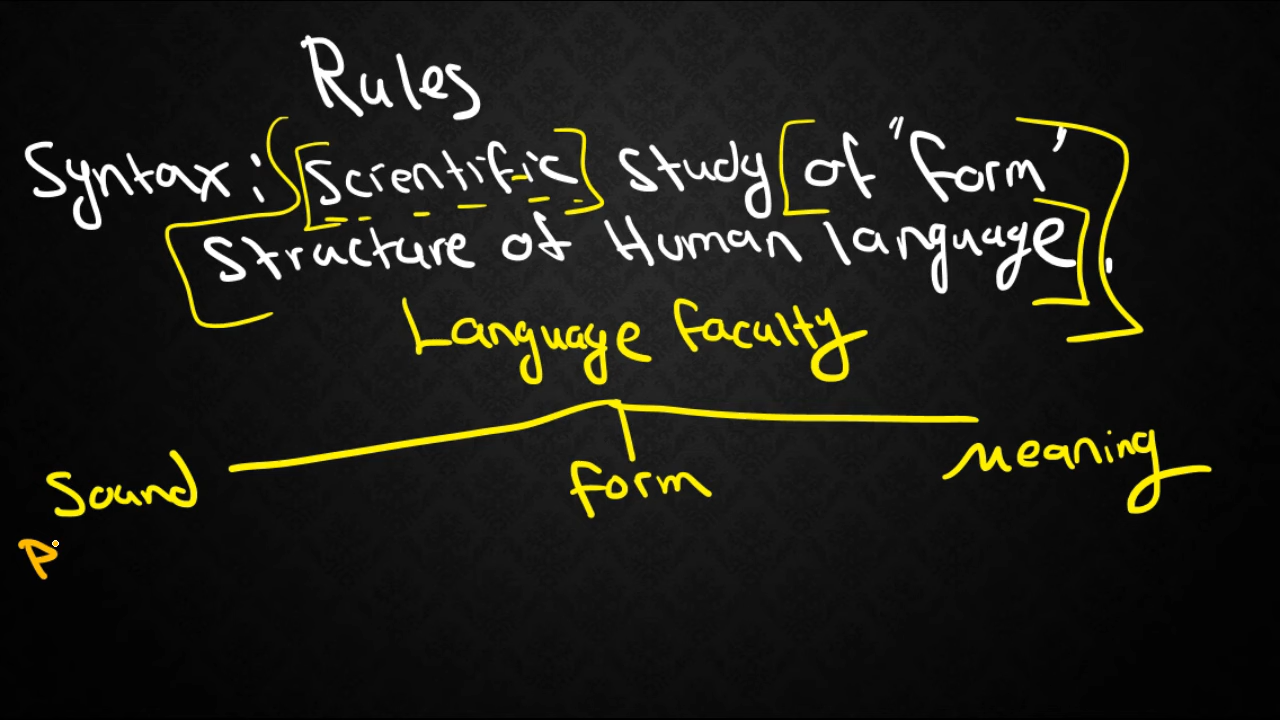 Rules
Syntax: Scientific study of "form"
Structure of Human language.
Language faculty
Sound form Meaning
P